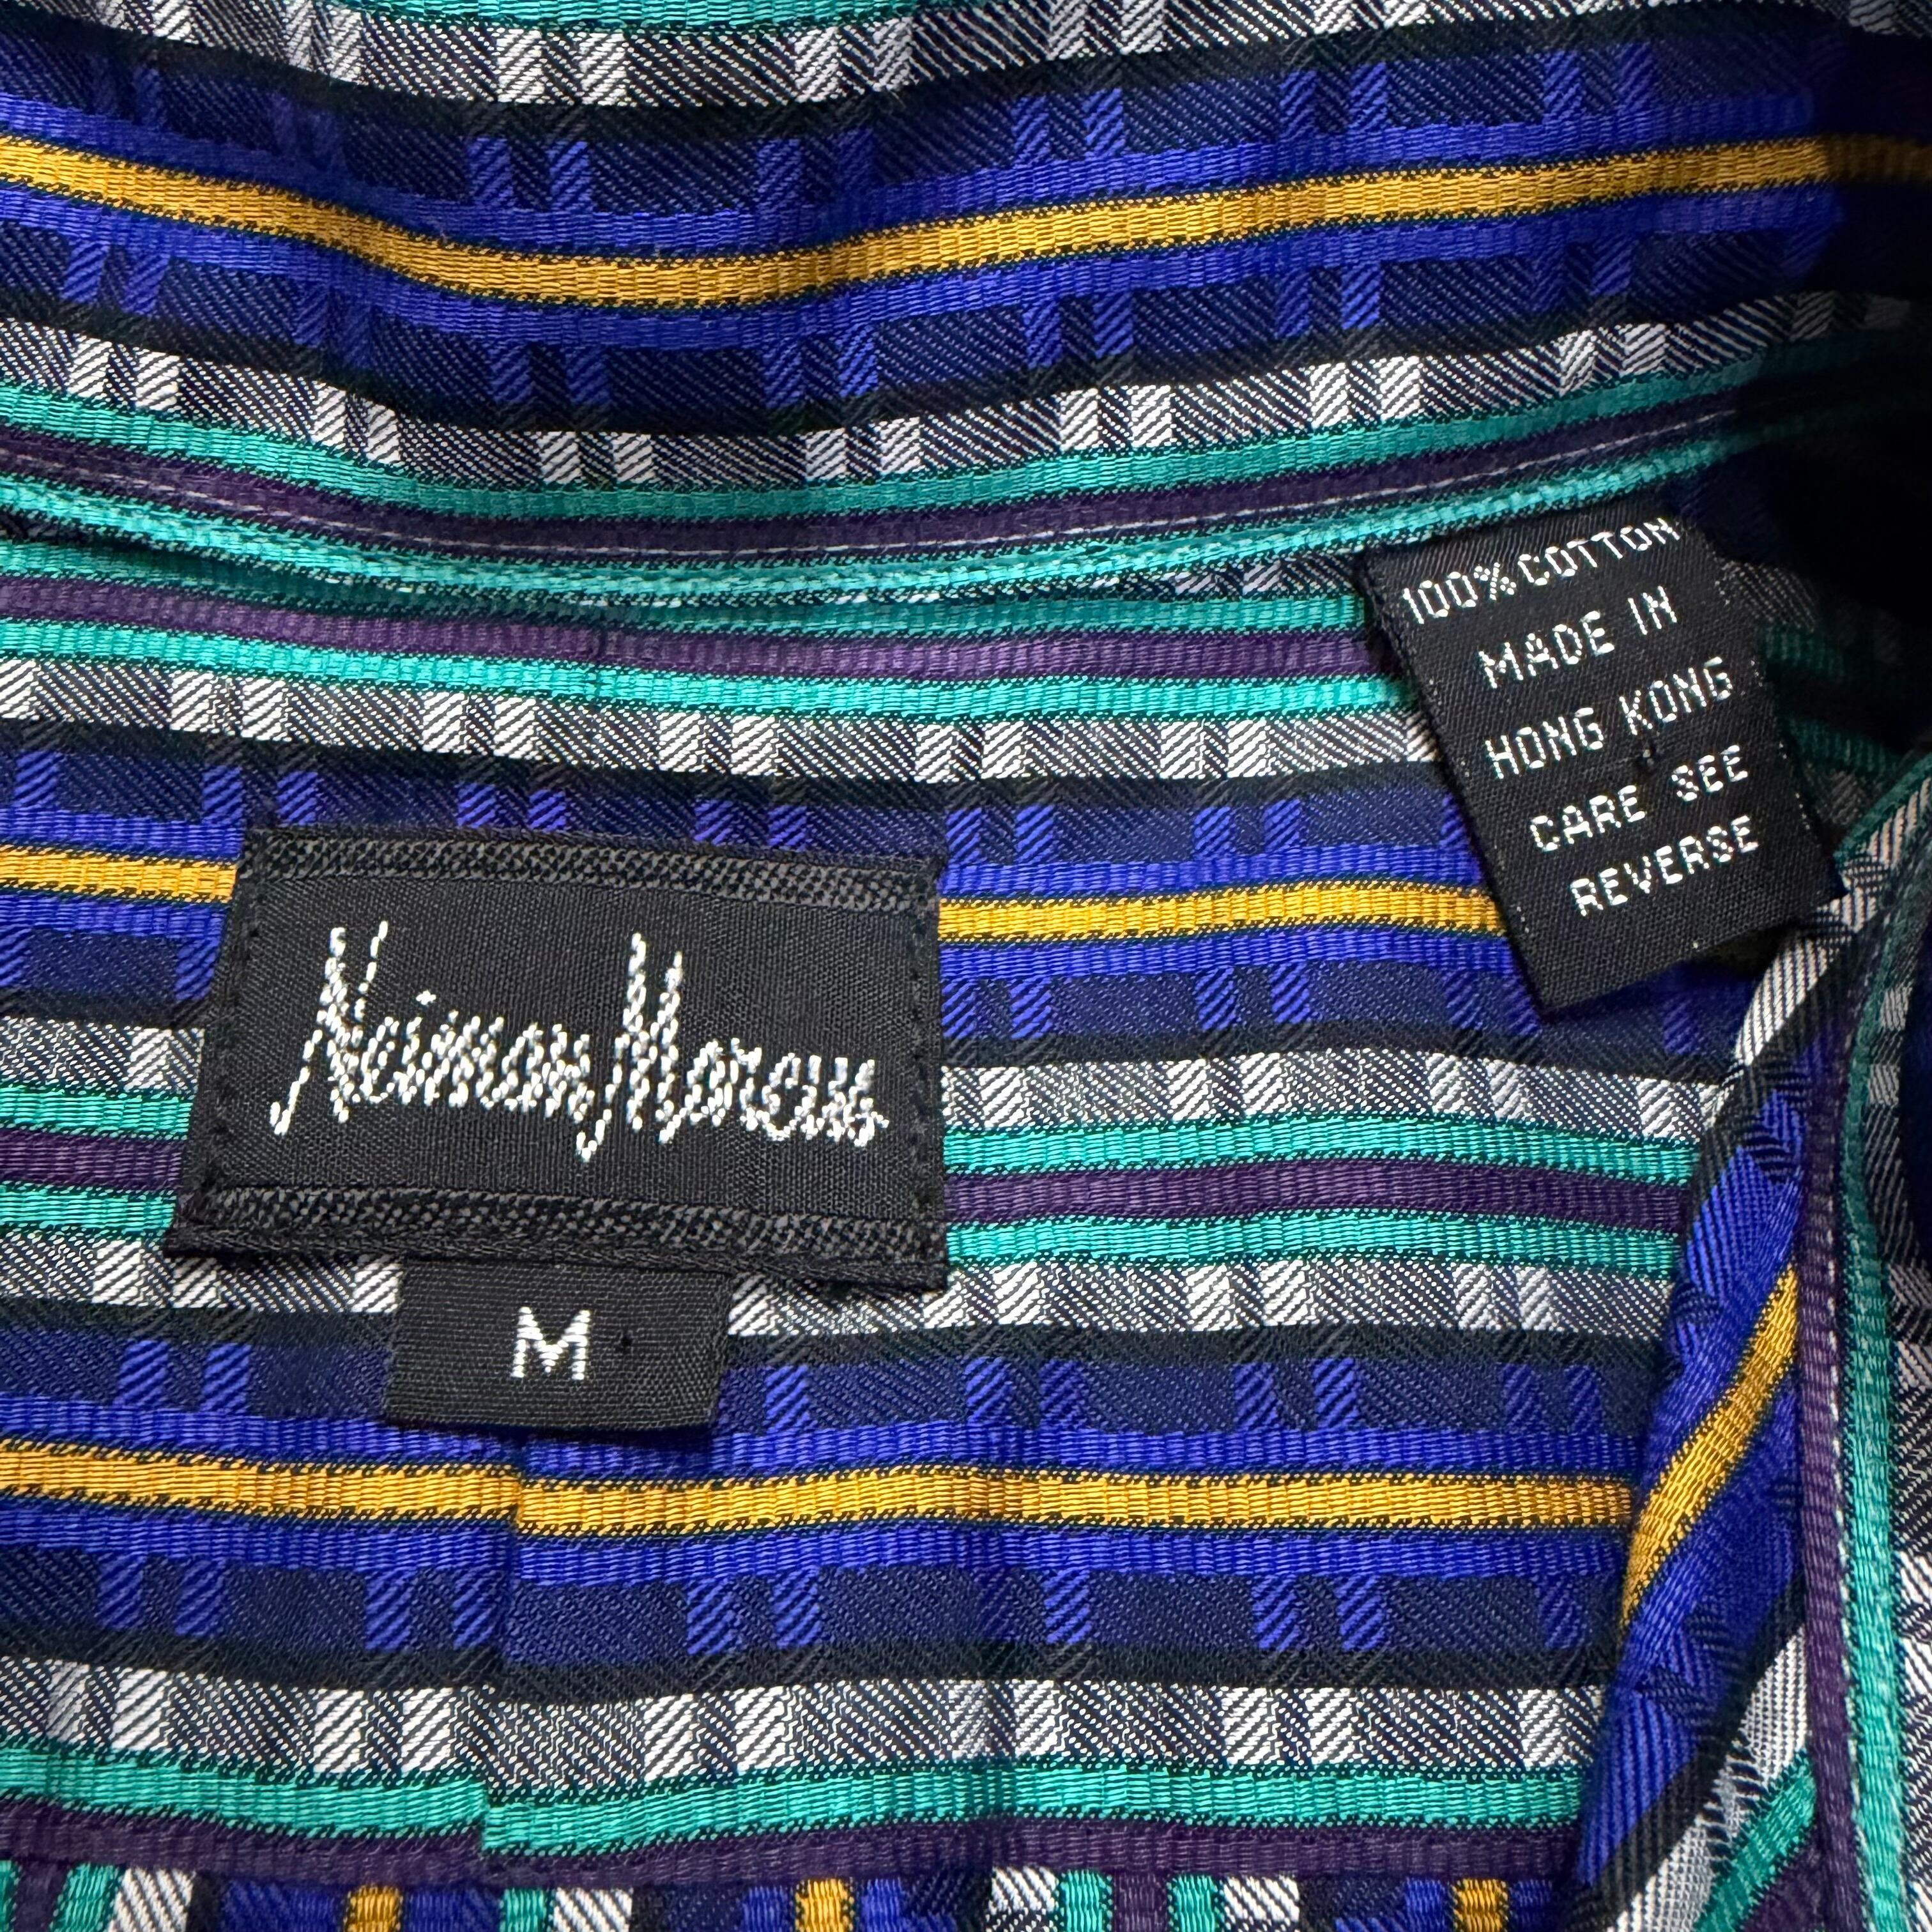 100% COTTON
MADE IN
HONG KONG
CARE SEE
REVERSE
Neiman Marcus
M